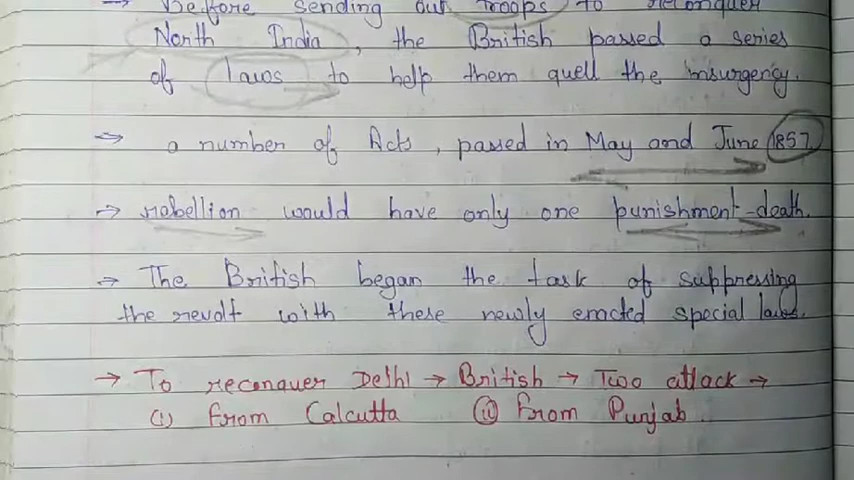 → Before sending out troops to reconquer
North India, the British passed a series
of laws to help them quell the insurgency.
→ a number of Acts, passed in May and June 1857
→ rebellion would have only one punishment-death.
→ The British began the task of suppressing
the revolt with these newly enacted special laws.
→ To reconquer Delhi → British → Two attack →
(i) From Calcutta (ii) From Punjab.